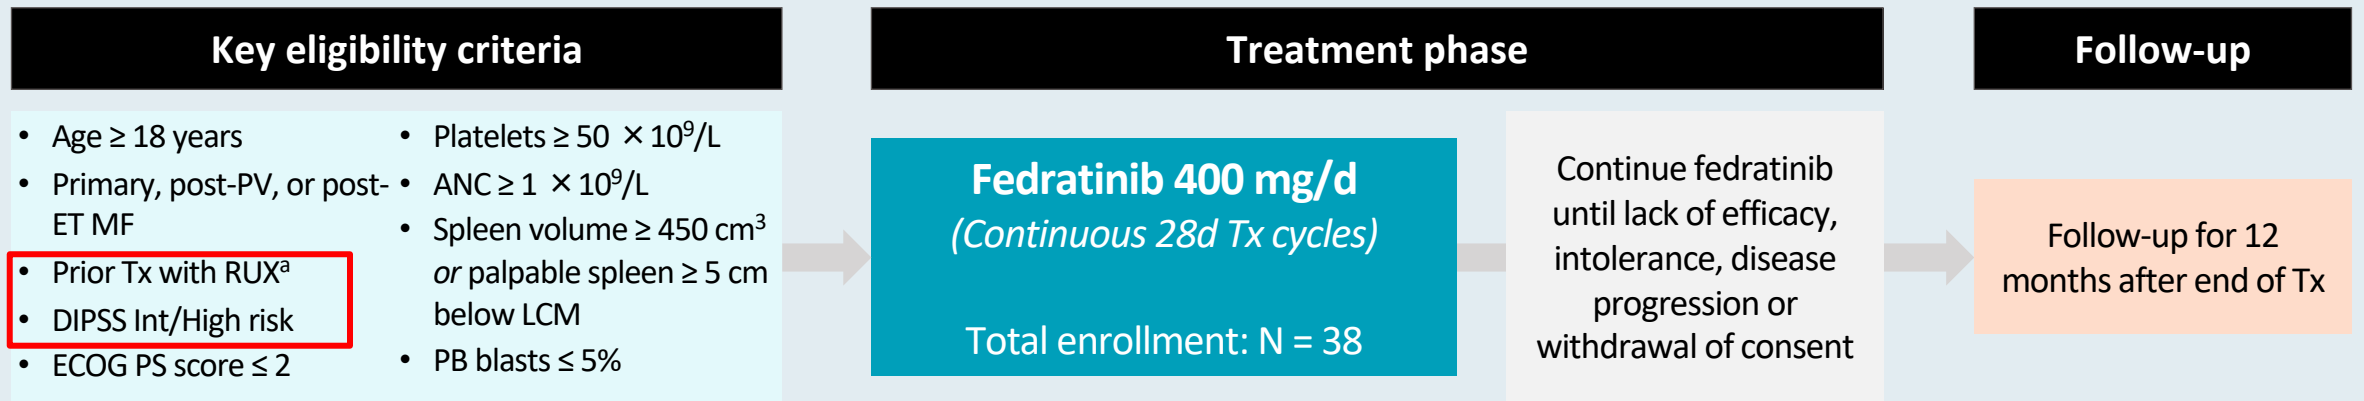 Key eligibility criteria
• Age ≥ 18 years
• Primary, post-PV, or post-
ET MF
• Prior Tx with RUXᵃ
• DIPSS Int/High risk
• ECOG PS score ≤ 2
• Platelets ≥ 50 × 10⁹/L
• ANC ≥ 1 × 10⁹/L
• Spleen volume ≥ 450 cm³
or palpable spleen ≥ 5 cm
below LCM
• PB blasts ≤ 5%
Treatment phase
Fedratinib 400 mg/d
(Continuous 28d Tx cycles)
Total enrollment: N = 38
Continue fedratinib
until lack of efficacy,
intolerance, disease
progression or
withdrawal of consent
Follow-up
Follow-up for 12
months after end of Tx